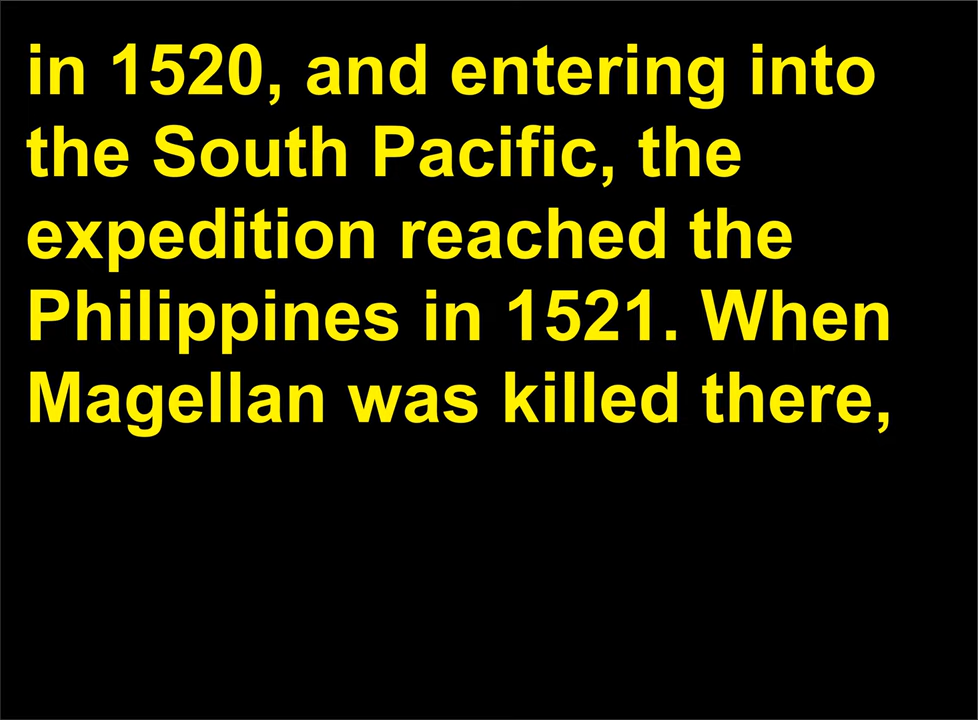 in 1520, and entering into
the South Pacific, the
expedition reached the
Philippines in 1521. When
Magellan was killed there,